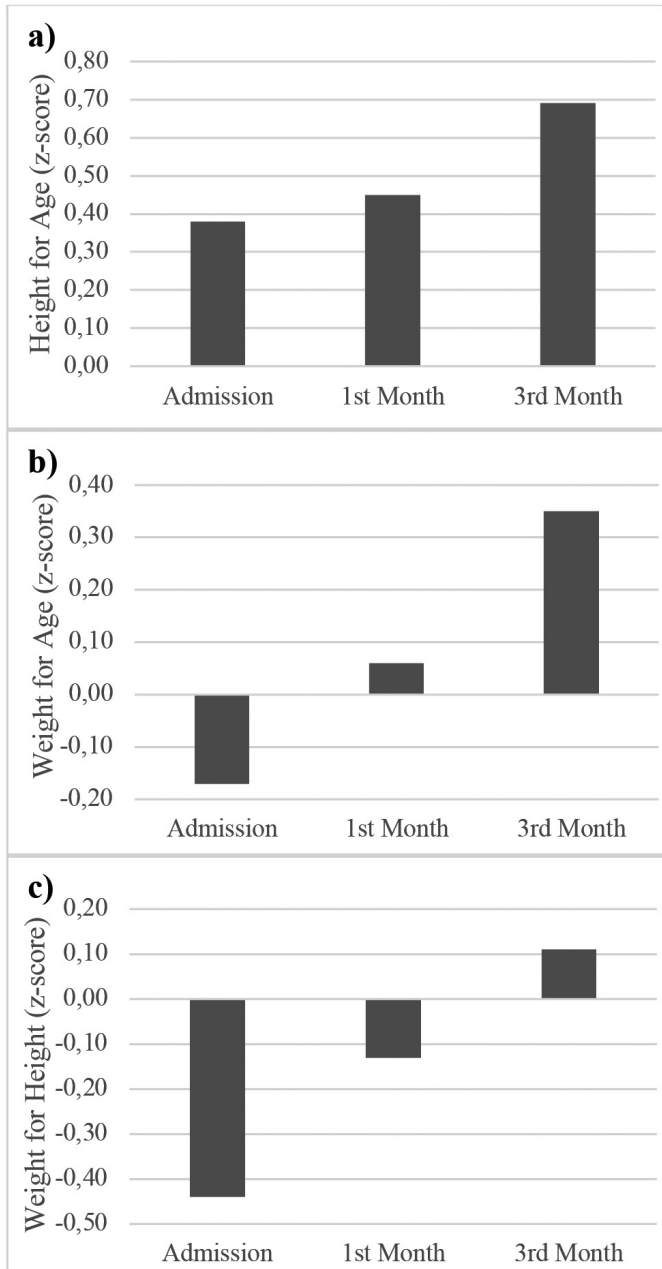 a)
Height for Age (z-score)
0,80
0,70
0,60
0,50
0,40
0,30
0,20
0,10
0,00
Admission 1st Month 3rd Month
b)
Weight for Age (z-score)
0,40
0,30
0,20
0,10
0,00
-0,10
-0,20
Admission 1st Month 3rd Month
c)
Weight for Height (z-score)
0,20
0,10
0,00
-0,10
-0,20
-0,30
-0,40
-0,50
Admission 1st Month 3rd Month